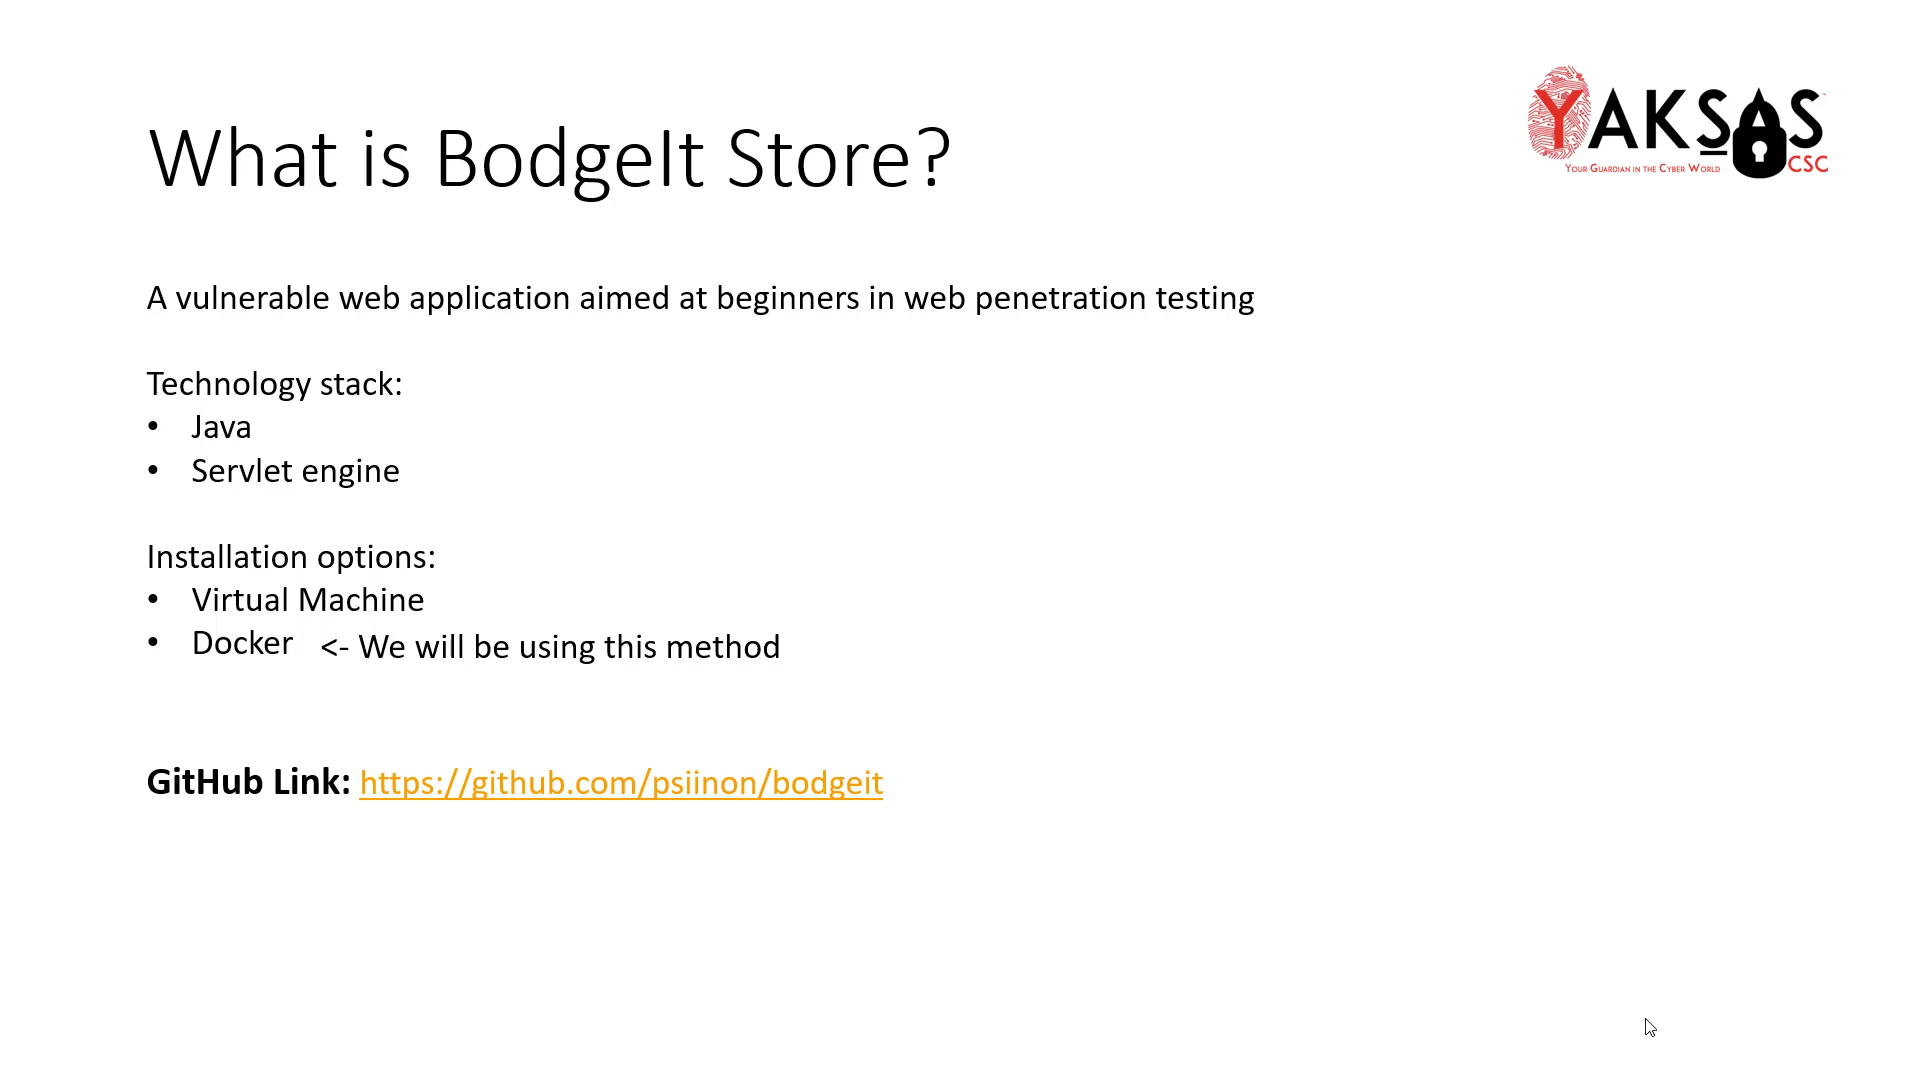 YAKSAS
CSC
YOUR GUARDIAN IN THE CYBER WORLD
What is BodgeIt Store?
A vulnerable web application aimed at beginners in web penetration testing
Technology stack:
• Java
• Servlet engine
Installation options:
• Virtual Machine
• Docker <- We will be using this method
GitHub Link: https://github.com/psiinon/bodgeit